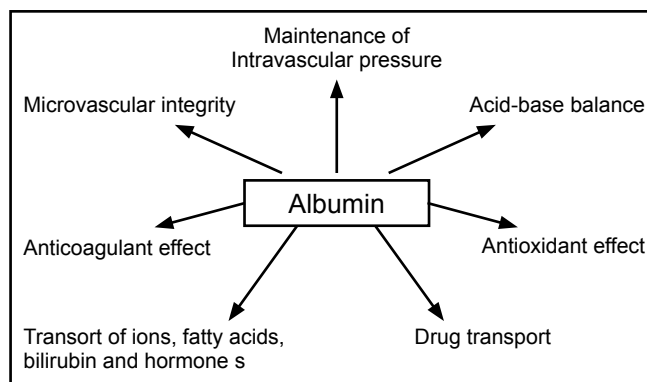 Maintenance of
Intravascular pressure
Microvascular integrity
Acid-base balance
Albumin
Anticoagulant effect
Antioxidant effect
Transort of ions, fatty acids,
bilirubin and hormone s
Drug transport